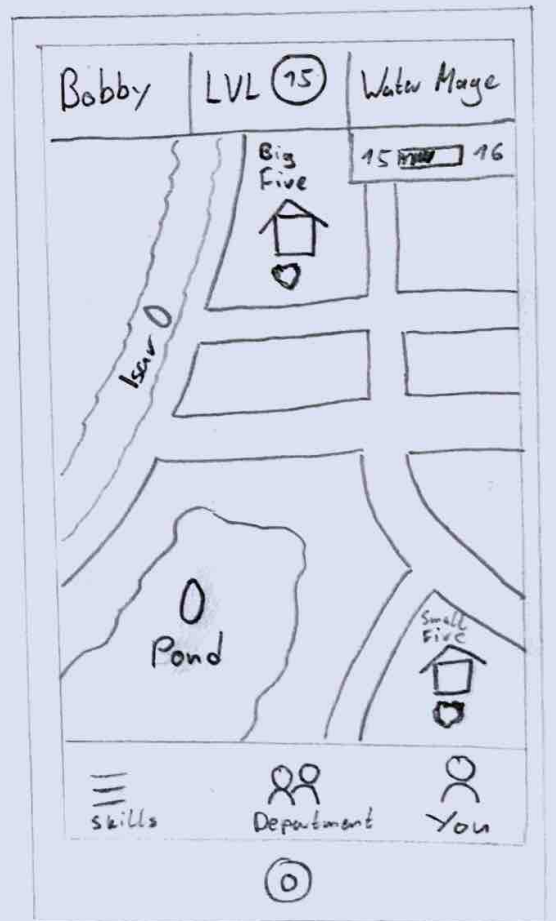 Bobby LVL 15 Water Mage
15 16
Big
Five
Isar
Pond
Small
Five
Skills Department You